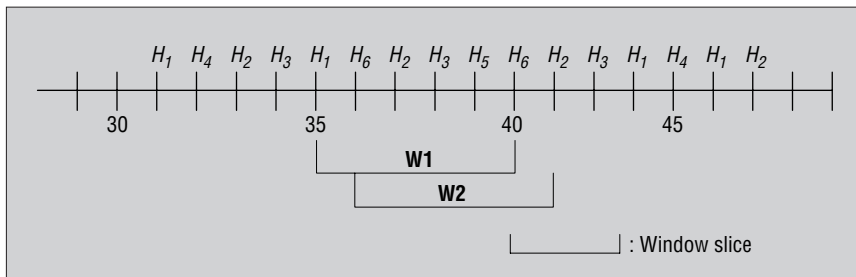 H1 H4 H2 H3 H1 H6 H2 H3 H5 H6 H2 H3 H1 H4 H1 H2
30 35 40 45
W1
W2
: Window slice